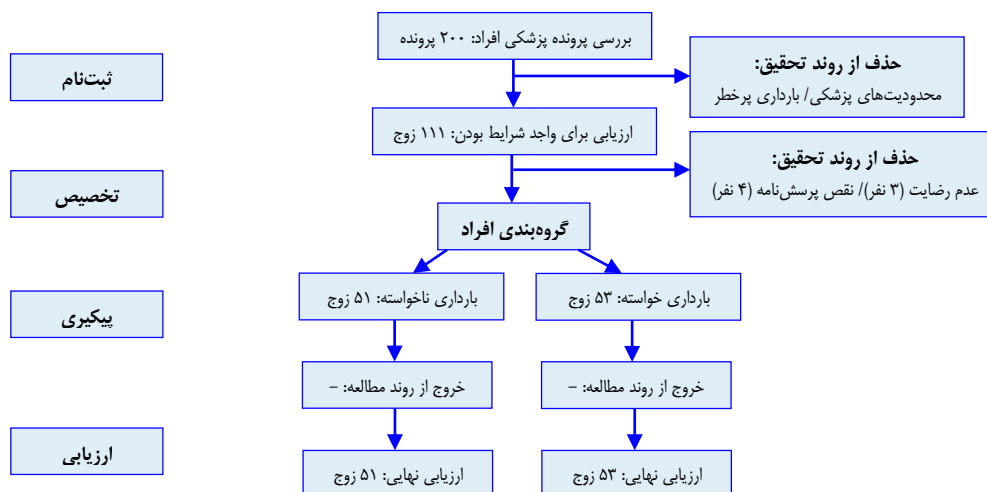 بررسی پرونده پزشکی افراد: ۲۰۰ پرونده
ثبت‌نام
حذف از روند تحقیق:
محدودیت‌های پزشکی/ بارداری پرخطر
ارزیابی برای واجد شرایط بودن: ۱۱۱ زوج
حذف از روند تحقیق:
عدم رضایت (۳ نفر)/ نقص پرسش‌نامه (۴ نفر)
تخصیص
گروه‌بندی افراد
بارداری خواسته: ۵۳ زوج
بارداری ناخواسته: ۵۱ زوج
پیکیری
خروج از روند مطالعه: –
خروج از روند مطالعه: –
ارزیابی
ارزیابی نهایی: ۵۳ زوج
ارزیابی نهایی: ۵۱ زوج